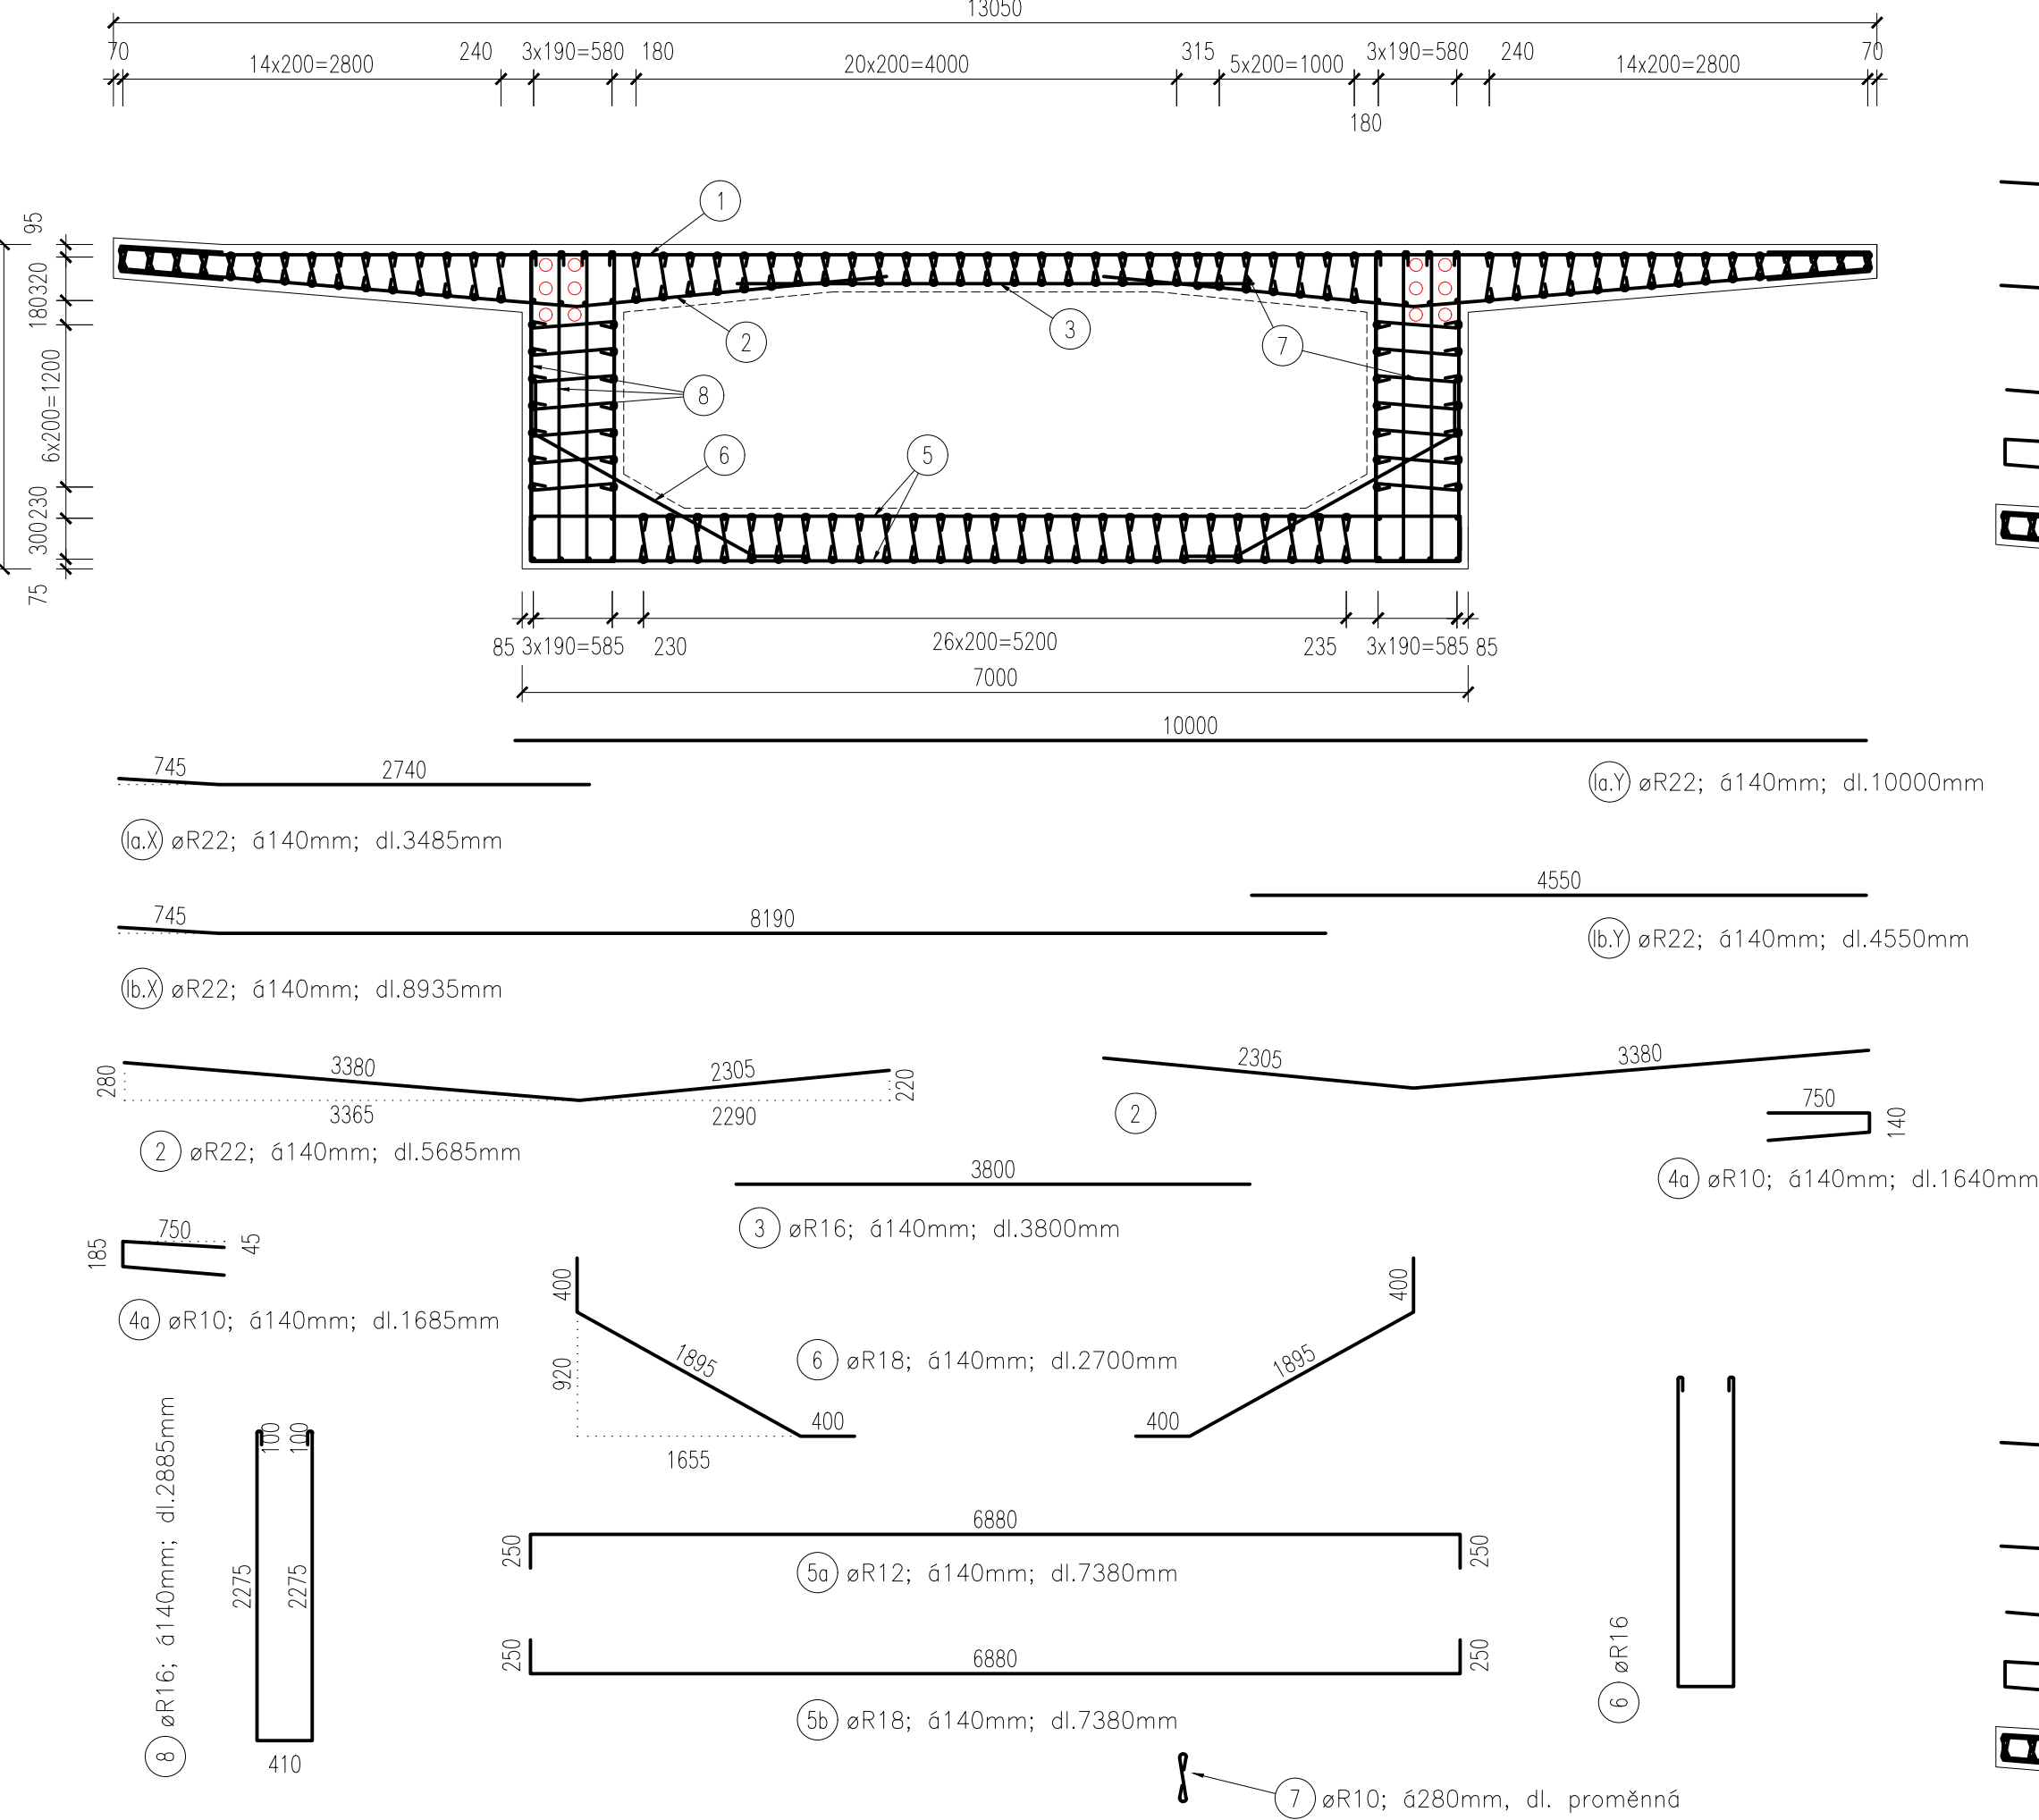 13050
70
14x200=2800
240
3x190=580
180
20x200=4000
315
5x200=1000
3x190=580
240
14x200=2800
70
180
95
320
180
6x200=1200
230
300
75
1
2
3
7
8
6
5
85
3x190=585
230
26x200=5200
235
3x190=585
85
7000
10000
Ia.Y øR22; á140mm; dl.10000mm
745
2740
Ia.X øR22; á140mm; dl.3485mm
4550
Ib.Y øR22; á140mm; dl.4550mm
745
8190
Ib.X øR22; á140mm; dl.8935mm
280
3380
2305
220
3365
2290
2 øR22; á140mm; dl.5685mm
2305
3380
2
750
140
4a øR10; á140mm; dl.1640mm
3800
3 øR16; á140mm; dl.3800mm
185
750
45
4a øR10; á140mm; dl.1685mm
400
920
1895
400
1655
6 øR18; á140mm; dl.2700mm
400
1895
400
8 øR16; á140mm; dl.2885mm
100
100
2275
2275
410
6880
250
250
5a øR12; á140mm; dl.7380mm
250
6880
250
5b øR18; á140mm; dl.7380mm
6 øR16
7 øR10; á280mm, dl. proměnná